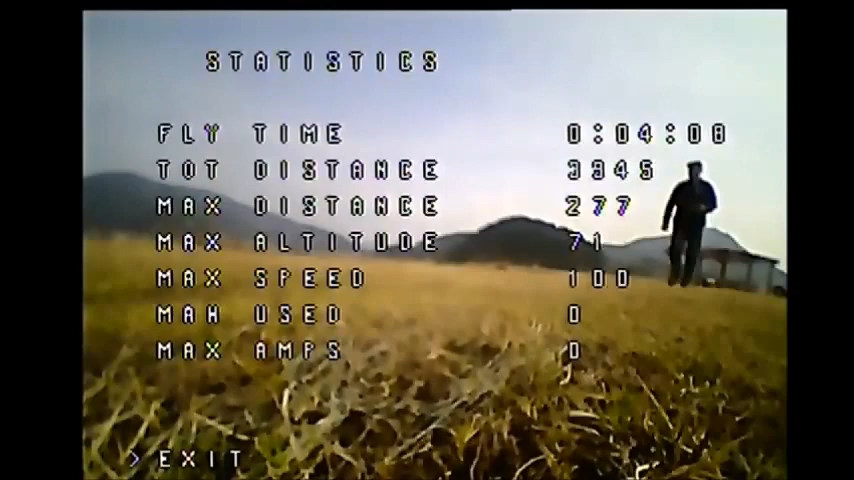 STATISTICS
FLY TIME 0:04:08
TOT DISTANCE 3345
MAX DISTANCE 277
MAX ALTITUDE 71
MAX SPEED 100
MAH USED 0
MAX AMPS 0
> EXIT